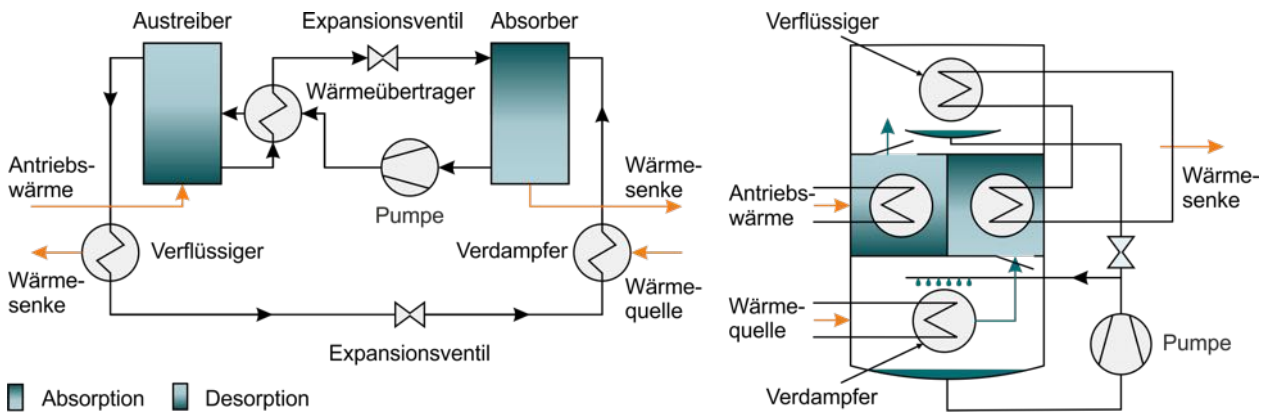 Austreiber
Expansionsventil
Absorber
Wärmeübertrager
Antriebs-
wärme
Pumpe
Wärme-
senke
Verflüssiger
Verdampfer
Wärme-
senke
Wärme-
quelle
Expansionsventil
Absorption
Desorption
Verflüssiger
Wärme-
senke
Antriebs-
wärme
Wärme-
quelle
Pumpe
Verdampfer